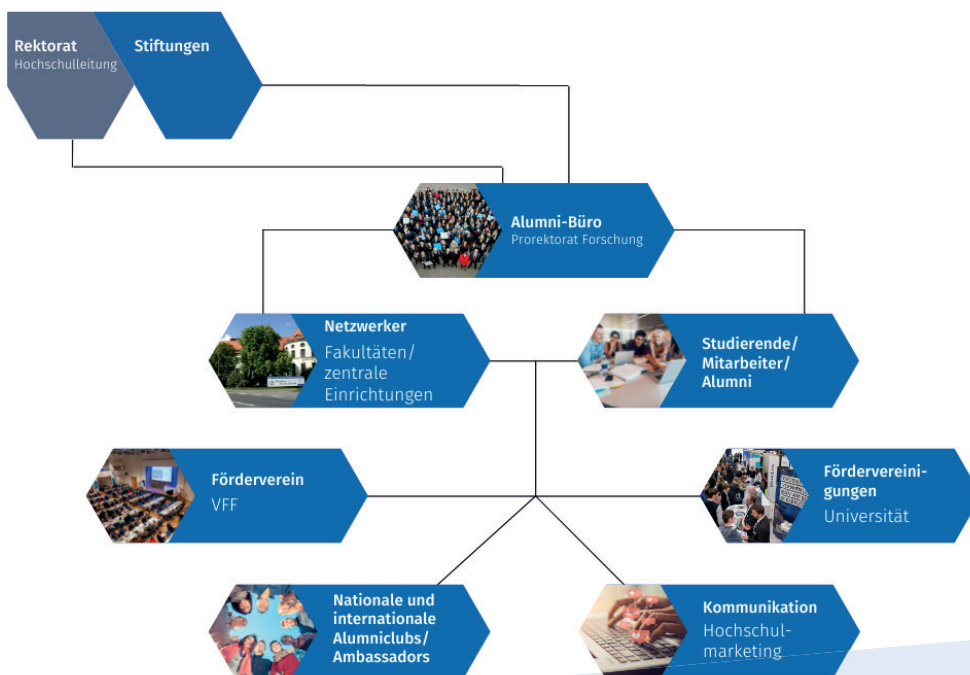 Rektorat
Hochschulleitung
Stiftungen
Alumni-Büro
Prorektorat Forschung
Netzwerker
Fakultäten/
zentrale
Einrichtungen
Studierende/
Mitarbeiter/
Alumni
Förderverein
VFF
Fördervereini-
gungen
Universität
Nationale und
internationale
Alumniclubs/
Ambassadors
Kommunikation
Hochschul-
marketing